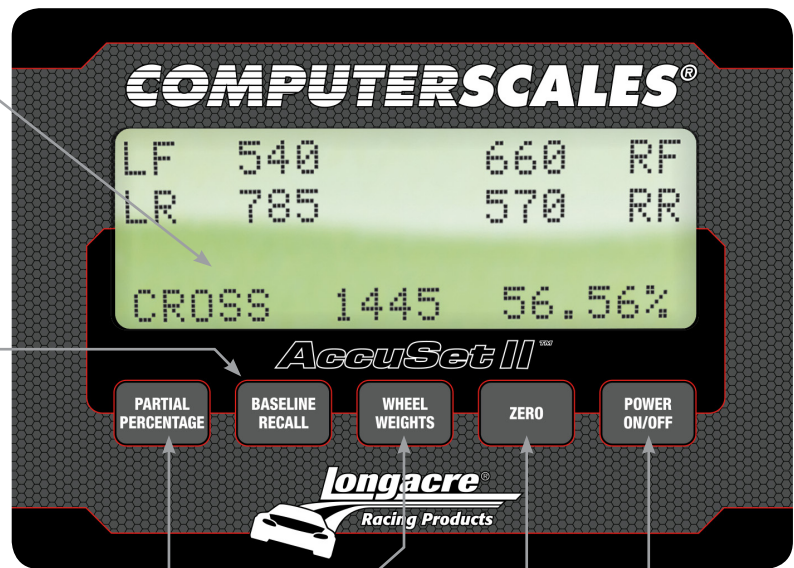 COMPUTERSCALES®
LF 540 660 RF
LR 785 570 RR
CROSS 1445 56.56%
AccuSet II™
PARTIAL PERCENTAGE
BASELINE RECALL
WHEEL WEIGHTS
ZERO
POWER ON/OFF
Longacre®
Racing Products